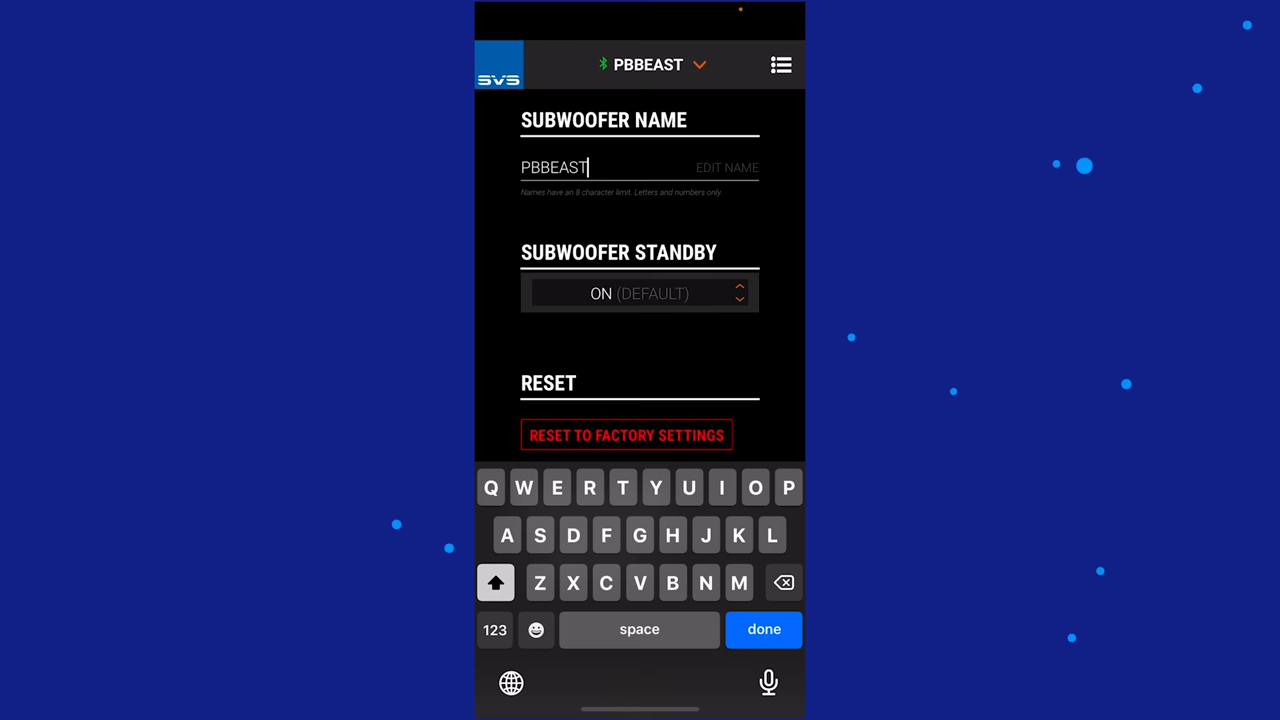 SVS
PBBEAST
SUBWOOFER NAME
PBBEAST
EDIT NAME
Names have an 8 character limit. Letters and numbers only.
SUBWOOFER STANDBY
ON (DEFAULT)
RESET
RESET TO FACTORY SETTINGS
Q W E R T Y U I O P
A S D F G H J K L
Z X C V B N M
123 space done